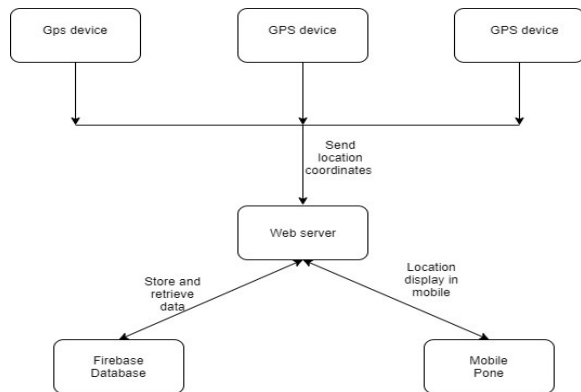 Gps device
GPS device
GPS device
Send
location
coordinates
Web server
Store and
retrieve
data
Location
display in
mobile
Firebase
Database
Mobile
Pone